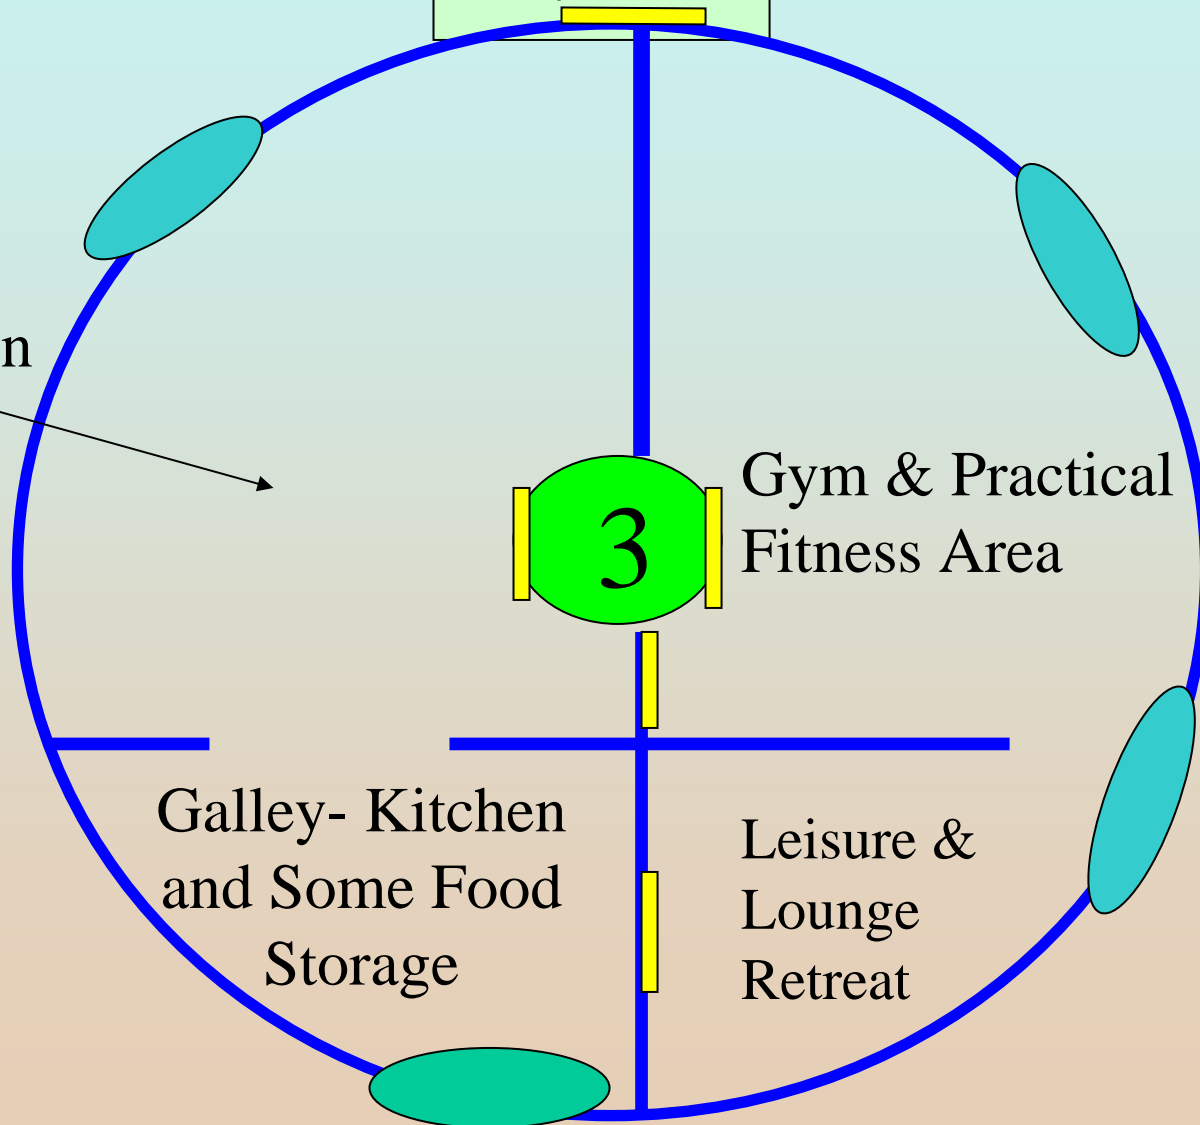 n
Gym & Practical
Fitness Area
3
Galley- Kitchen
and Some Food
Storage
Leisure &
Lounge
Retreat